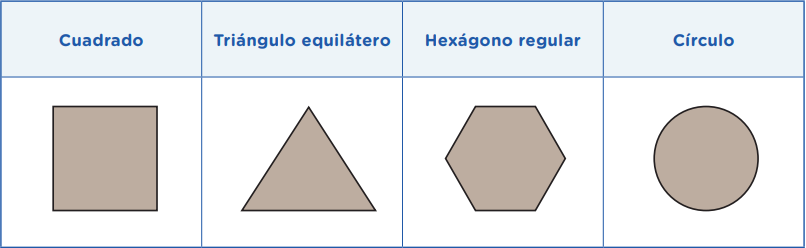 Cuadrado
Triángulo equilátero
Hexágono regular
Círculo